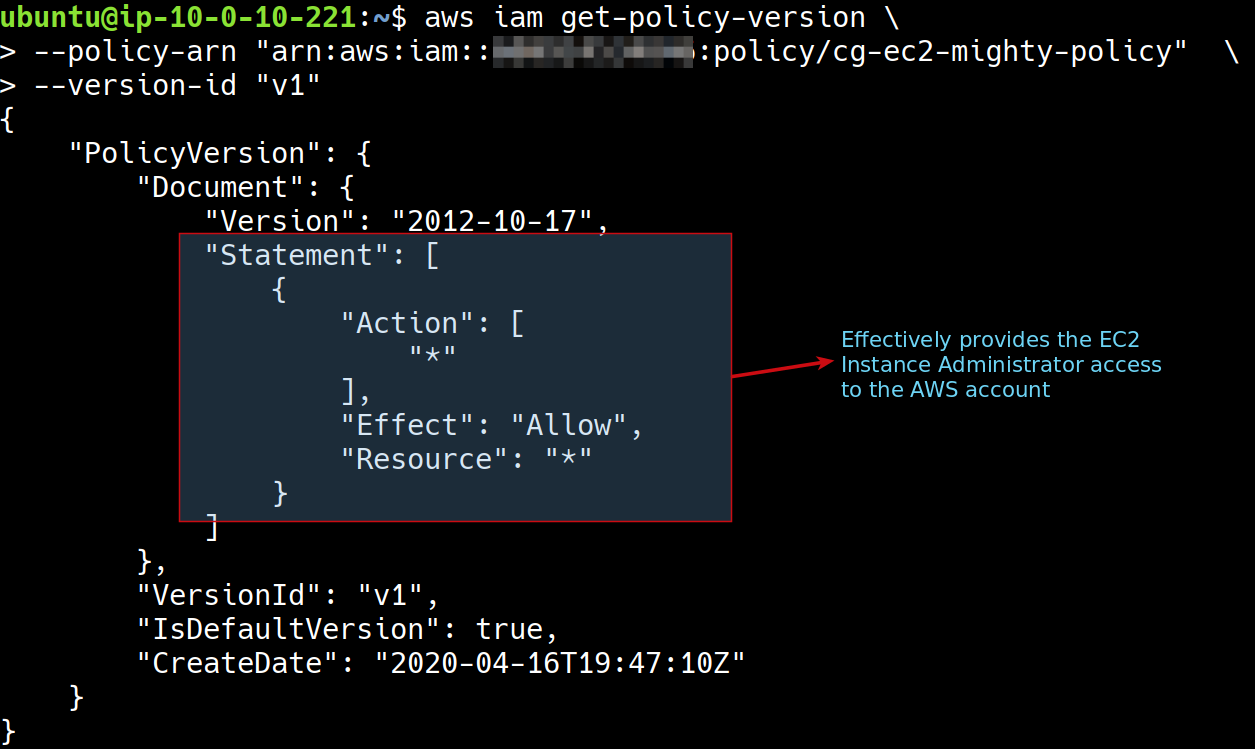 ubuntu@ip-10-0-10-221:~$ aws iam get-policy-version \
> --policy-arn "arn:aws:iam:::policy/cg-ec2-mighty-policy"  \
> --version-id "v1"
{
    "PolicyVersion": {
        "Document": {
            "Version": "2012-10-17",
            "Statement": [
                {
                    "Action": [
                        "*"
                    ],
                    "Effect": "Allow",
                    "Resource": "*"
                }
            ]
        },
        "VersionId": "v1",
        "IsDefaultVersion": true,
        "CreateDate": "2020-04-16T19:47:10Z"
    }
}
Effectively provides the EC2
Instance Administrator access
to the AWS account